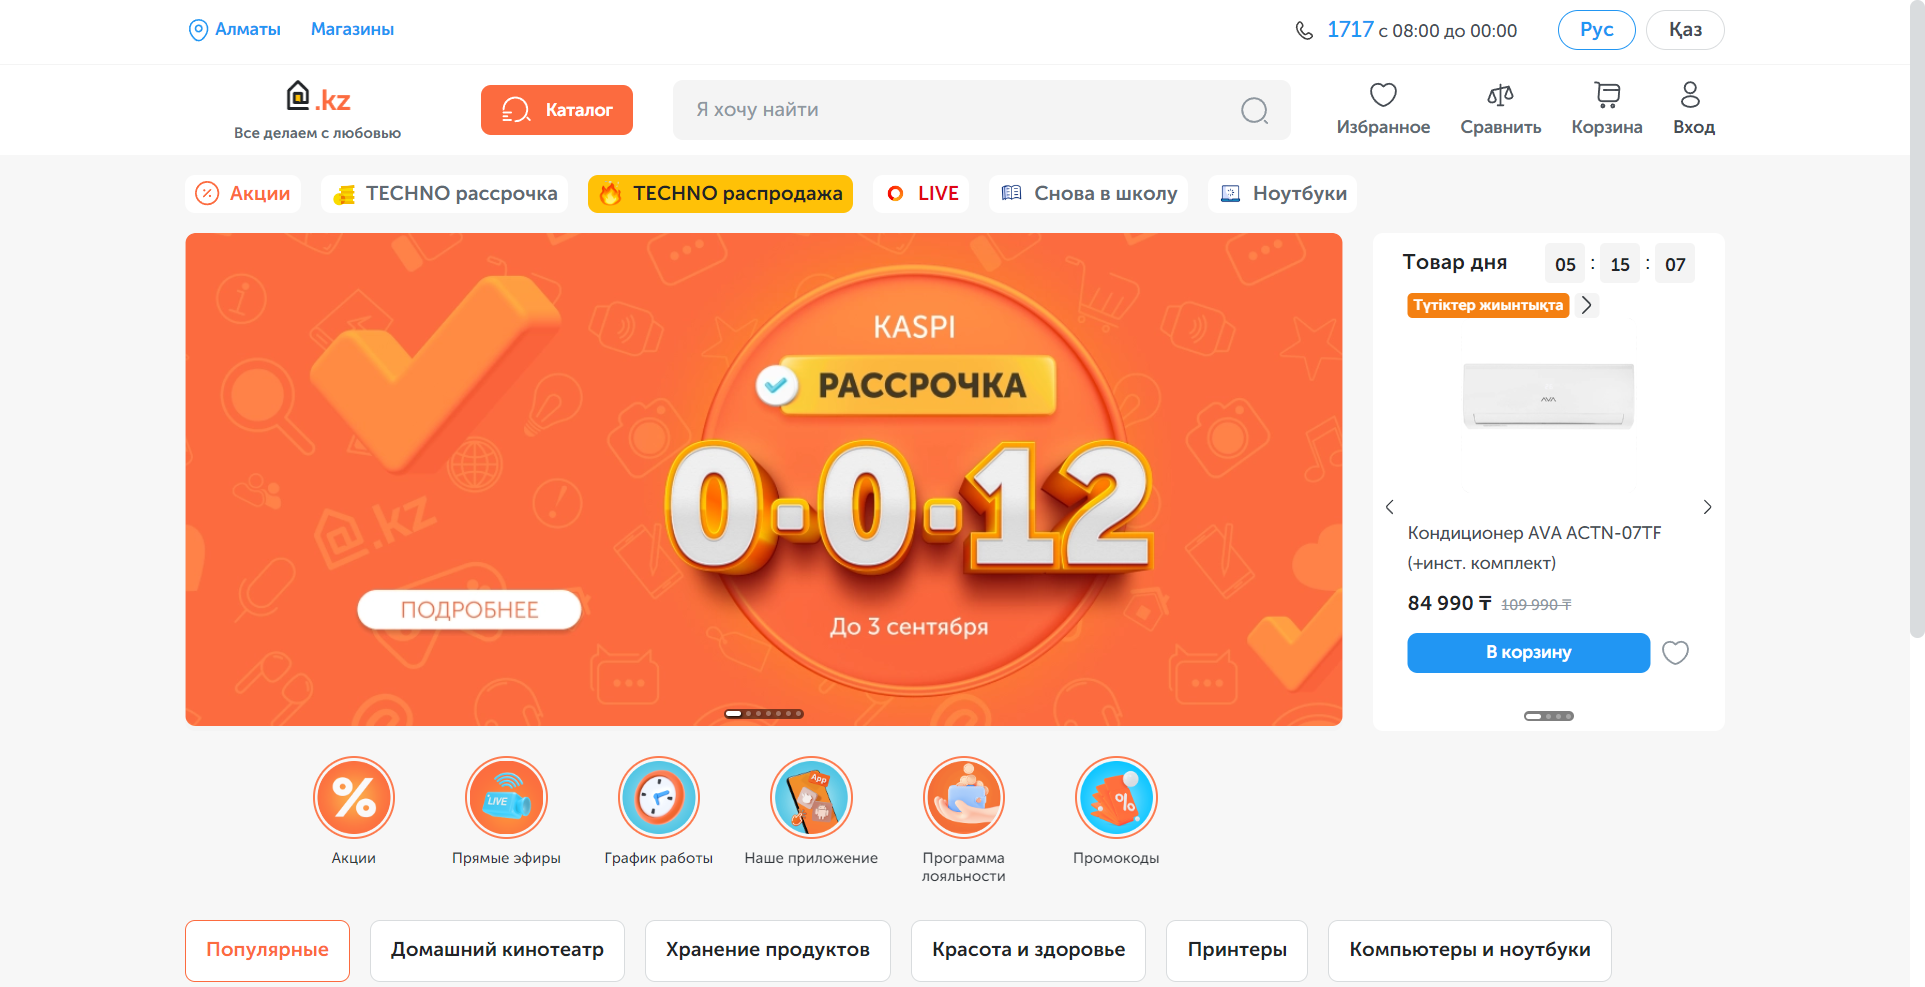 Алматы
Магазины
1717 с 08:00 до 00:00
Рус
Қаз
.kz
Все делаем с любовью
Каталог
Я хочу найти
Избранное
Сравнить
Корзина
Вход
Акции
TECHNO рассрочка
TECHNO распродажа
LIVE
Снова в школу
Ноутбуки
KASPI
РАССРОЧКА
0·0·12
До 3 сентября
ПОДРОБНЕЕ
.kz
Товар дня
05 : 15 : 07
Түтіктер жиынтықта
AVA
Кондиционер AVA ACTN-07TF
(+инст. комплект)
84 990 ₸ 109 990 ₸
В корзину
%
LIVE
App
%
Акции
Прямые эфиры
График работы
Наше приложение
Программа
лояльности
Промокоды
Популярные
Домашний кинотеатр
Хранение продуктов
Красота и здоровье
Принтеры
Компьютеры и ноутбуки